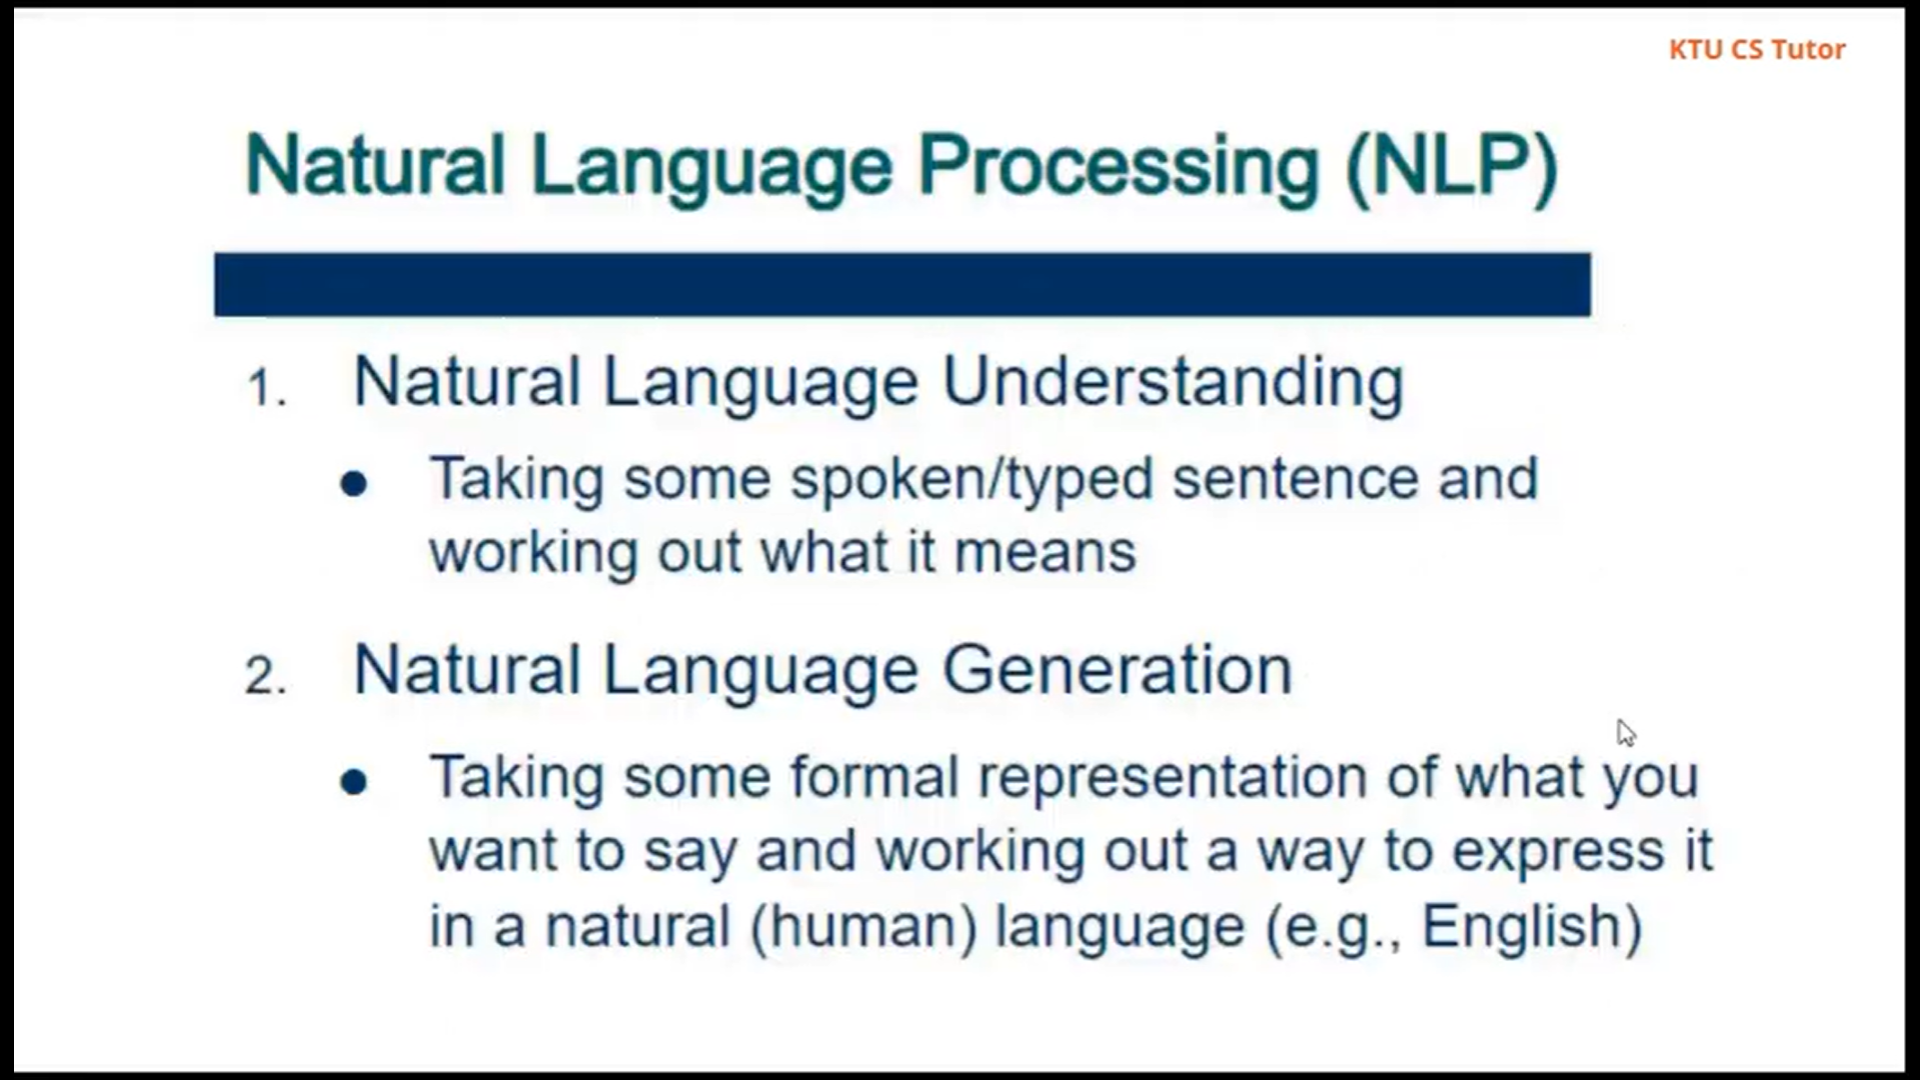 KTU CS Tutor
Natural Language Processing (NLP)
1. Natural Language Understanding
● Taking some spoken/typed sentence and
working out what it means
2. Natural Language Generation
● Taking some formal representation of what you
want to say and working out a way to express it
in a natural (human) language (e.g., English)